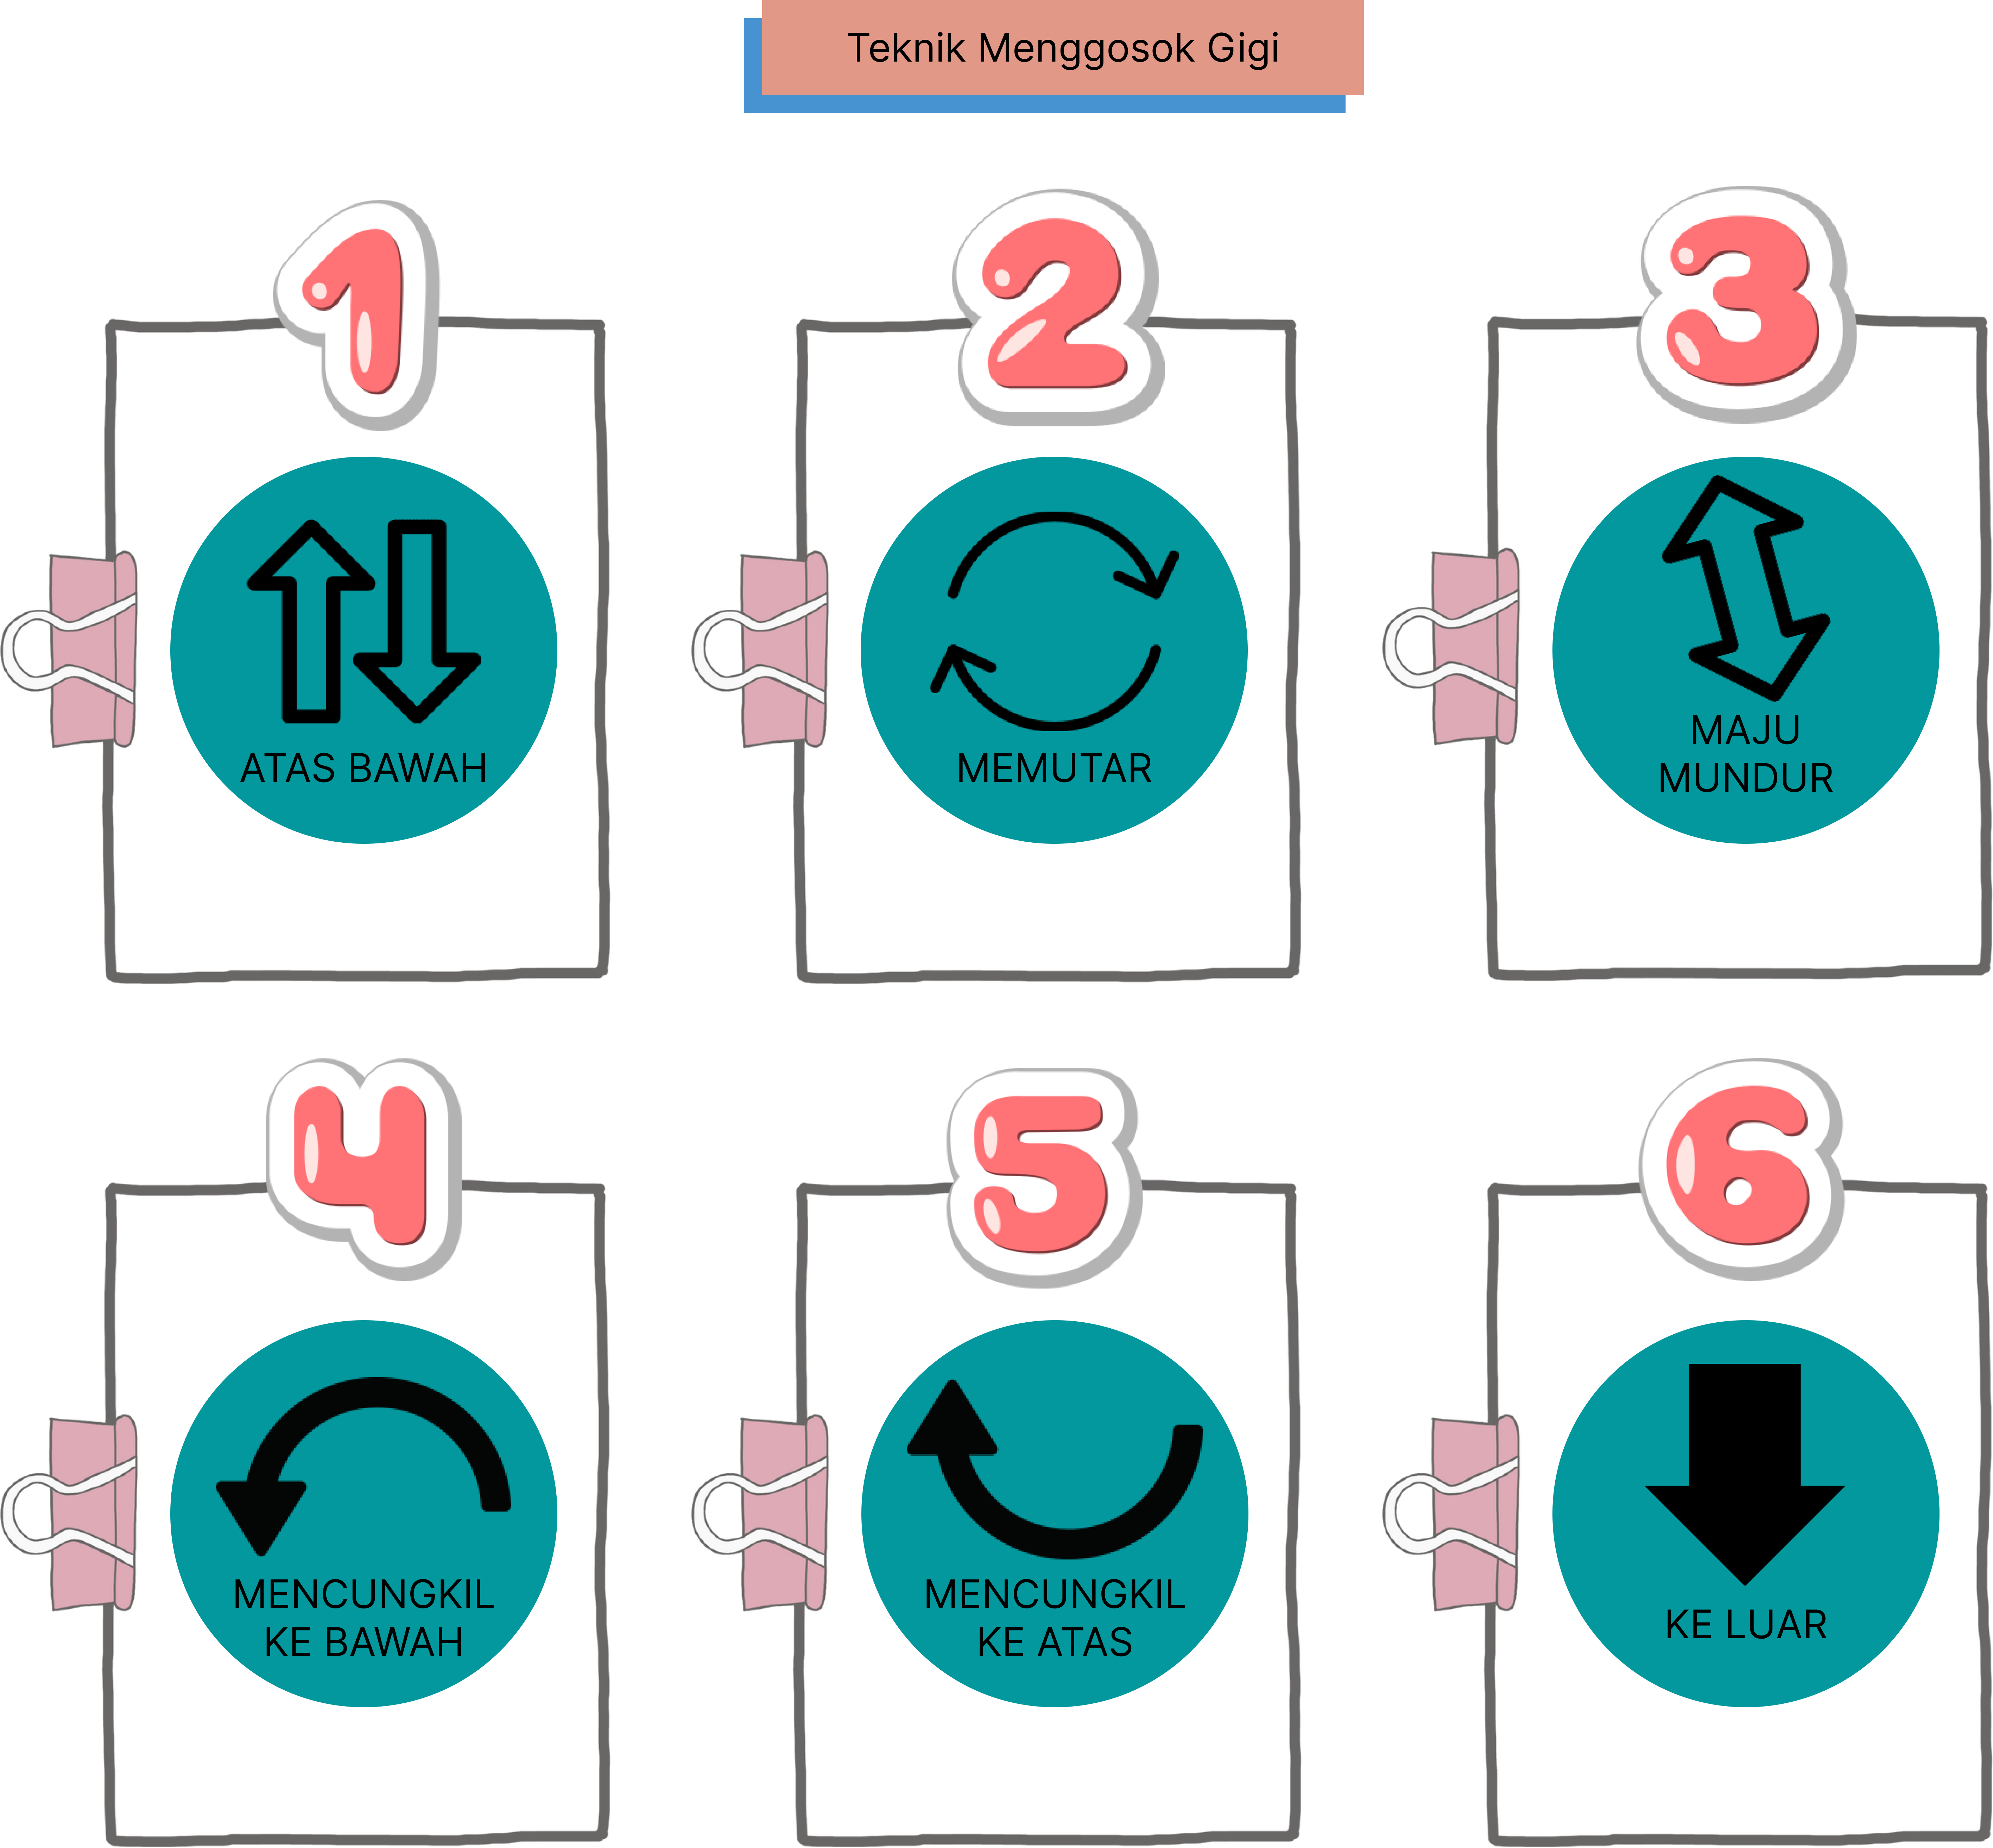 Teknik Menggosok Gigi
1
2
3
ATAS BAWAH
MEMUTAR
MAJU
MUNDUR
4
5
6
MENCUNGKIL
KE BAWAH
MENCUNGKIL
KE ATAS
KE LUAR